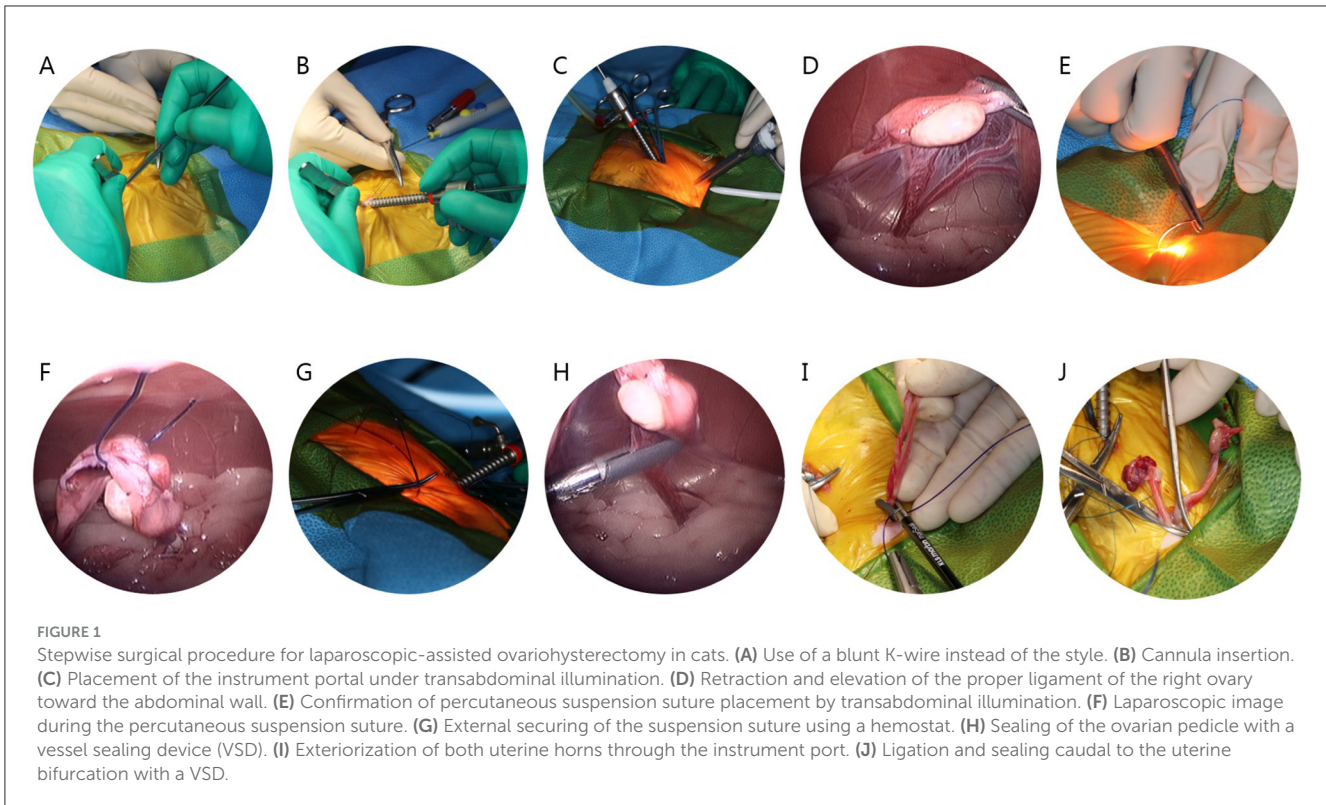 A
B
C
D
E
F
G
H
I
J
FIGURE 1
Stepwise surgical procedure for laparoscopic-assisted ovariohysterectomy in cats. (A) Use of a blunt K-wire instead of the style. (B) Cannula insertion.
(C) Placement of the instrument portal under transabdominal illumination. (D) Retraction and elevation of the proper ligament of the right ovary
toward the abdominal wall. (E) Confirmation of percutaneous suspension suture placement by transabdominal illumination. (F) Laparoscopic image
during the percutaneous suspension suture. (G) External securing of the suspension suture using a hemostat. (H) Sealing of the ovarian pedicle with a
vessel sealing device (VSD). (I) Exteriorization of both uterine horns through the instrument port. (J) Ligation and sealing caudal to the uterine
bifurcation with a VSD.